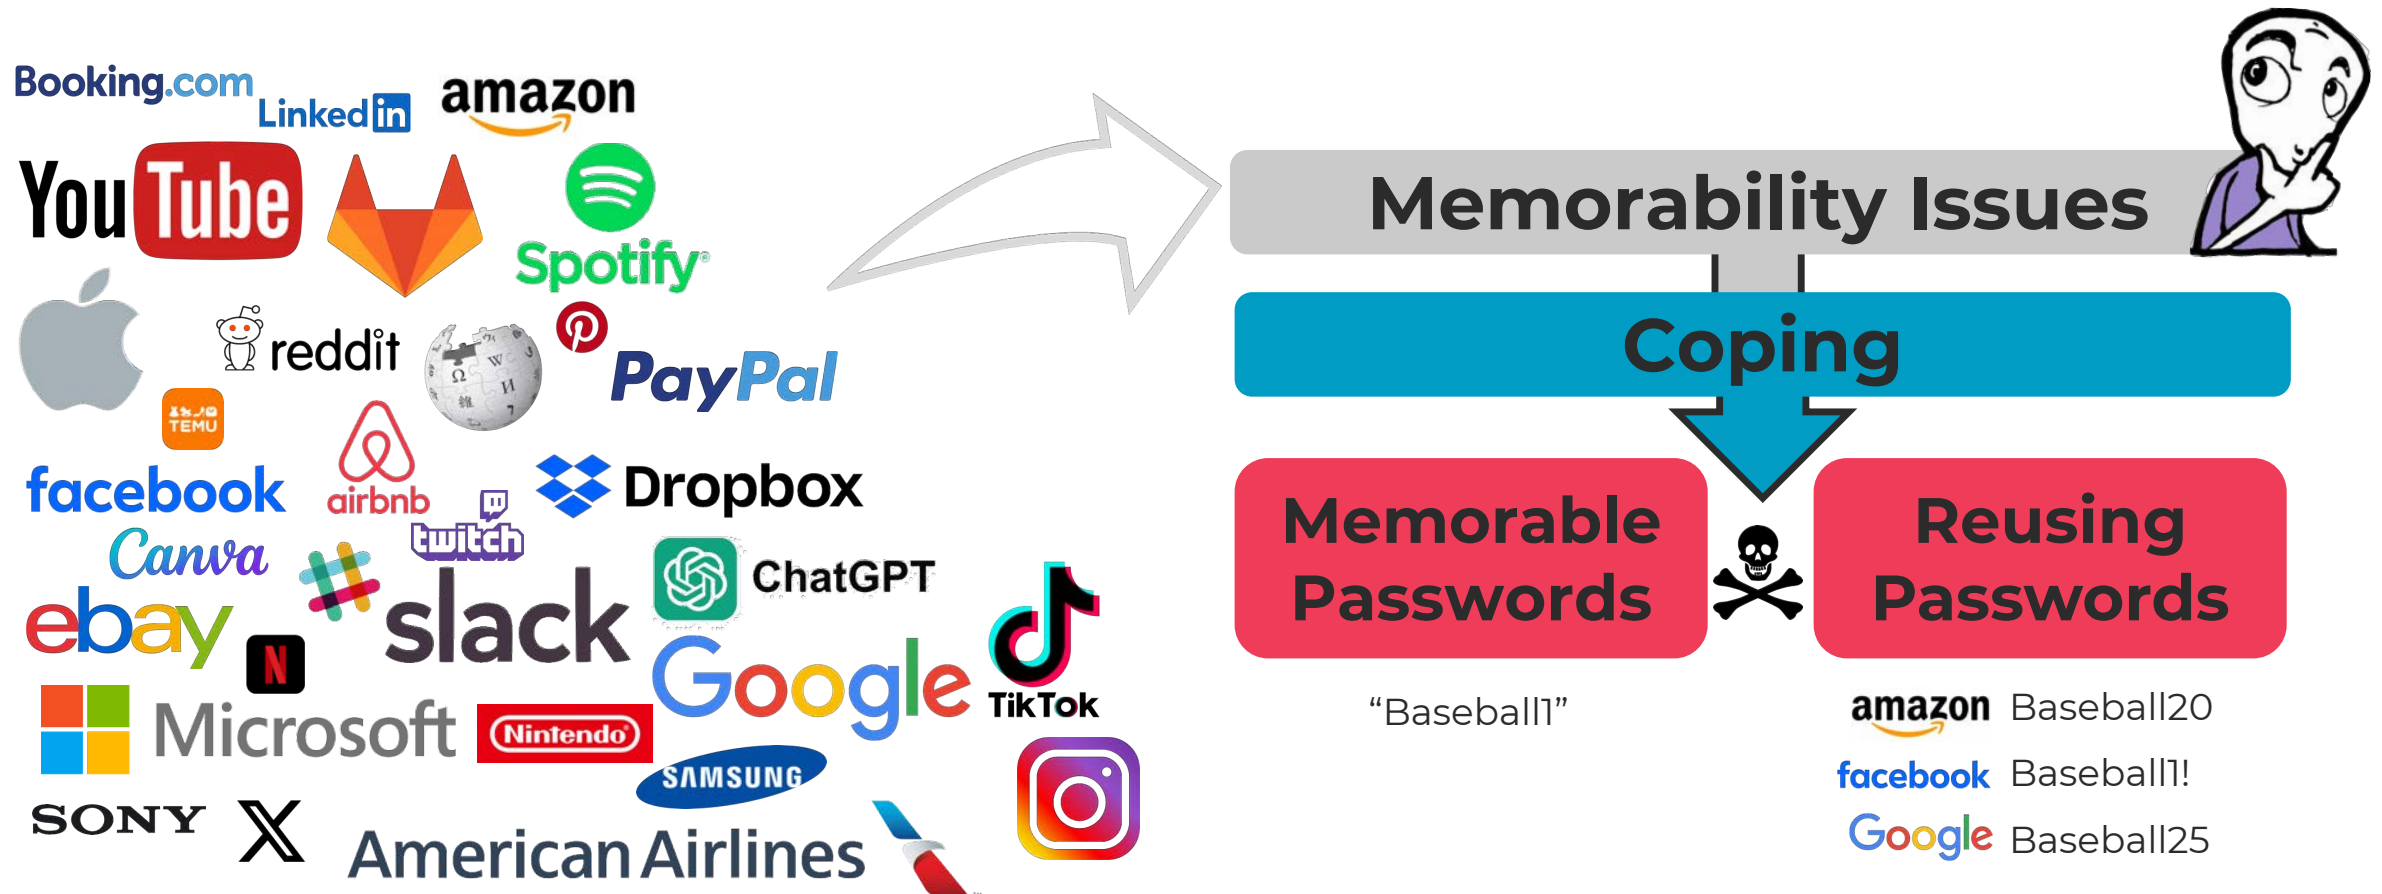 Booking.com
Linked in
amazon
YouTube
Spotify
reddit
PayPal
TEMU
facebook
airbnb
Dropbox
twitch
Canva
slack
ChatGPT
ebay
N
Google
TikTok
Microsoft
Nintendo
SAMSUNG
SONY
X
American Airlines
Memorability Issues
Coping
Memorable
Passwords
Reusing
Passwords
“Baseball1”
amazon Baseball20
facebook Baseball1!
Google Baseball25